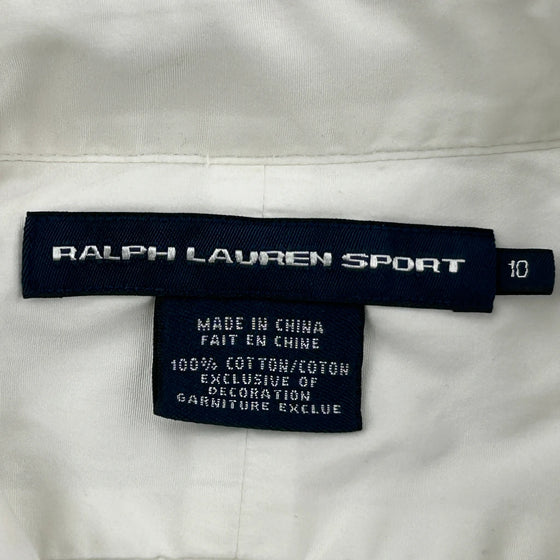 RALPH LAUREN SPORT
10
MADE IN CHINA
FAIT EN CHINE
100% COTTON/COTON
EXCLUSIVE OF
DECORATION
GARNITURE EXCLUE